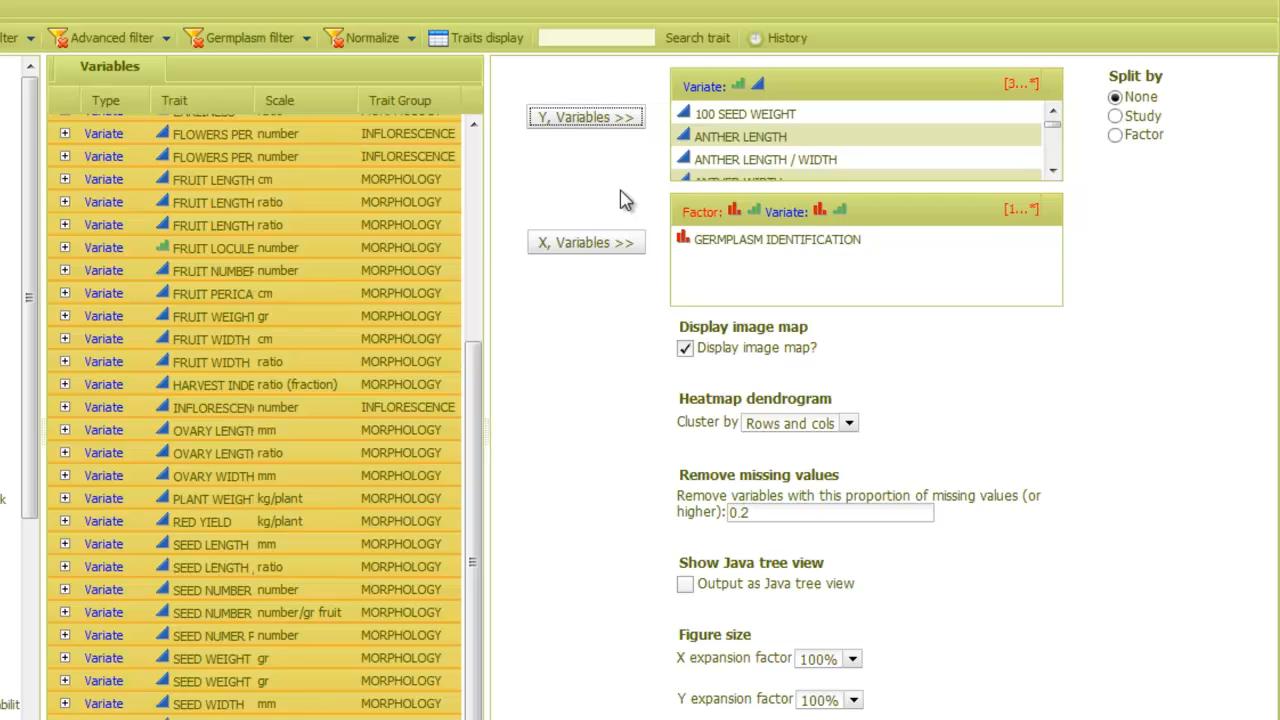 lter Advanced filter Germplasm filter Normalize Traits display Search trait History
Variables
Type Trait Scale Trait Group
Variate FLOWERS PER number INFLORESCENCE
Variate FLOWERS PER number INFLORESCENCE
Variate FRUIT LENGTH cm MORPHOLOGY
Variate FRUIT LENGTH ratio MORPHOLOGY
Variate FRUIT LENGTH ratio MORPHOLOGY
Variate FRUIT LOCULE number MORPHOLOGY
Variate FRUIT NUMBER number MORPHOLOGY
Variate FRUIT PERICA cm MORPHOLOGY
Variate FRUIT WEIGHT gr MORPHOLOGY
Variate FRUIT WIDTH cm MORPHOLOGY
Variate FRUIT WIDTH ratio MORPHOLOGY
Variate HARVEST INDE ratio (fraction) MORPHOLOGY
Variate INFLORESCEN number INFLORESCENCE
Variate OVARY LENGTH mm MORPHOLOGY
Variate OVARY LENGTH ratio MORPHOLOGY
Variate OVARY WIDTH mm MORPHOLOGY
Variate PLANT WEIGHT kg/plant MORPHOLOGY
Variate RED YIELD kg/plant MORPHOLOGY
Variate SEED LENGTH mm MORPHOLOGY
Variate SEED LENGTH ratio MORPHOLOGY
Variate SEED NUMBER number MORPHOLOGY
Variate SEED NUMBER number/gr fruit MORPHOLOGY
Variate SEED NUMER P number MORPHOLOGY
Variate SEED WEIGHT gr MORPHOLOGY
Variate SEED WEIGHT gr MORPHOLOGY
Variate SEED WIDTH mm MORPHOLOGY
k
abilit
Y, Variables >>
Variate: [3...*]
100 SEED WEIGHT
ANTHER LENGTH
ANTHER LENGTH / WIDTH
ANTHER WIDTH
X, Variables >>
Factor: Variate: [1...*]
GERMPLASM IDENTIFICATION
Split by
None
Study
Factor
Display image map
Display image map?
Heatmap dendrogram
Cluster by Rows and cols
Remove missing values
Remove variables with this proportion of missing values (or
higher): 0.2
Show Java tree view
Output as Java tree view
Figure size
X expansion factor 100%
Y expansion factor 100%